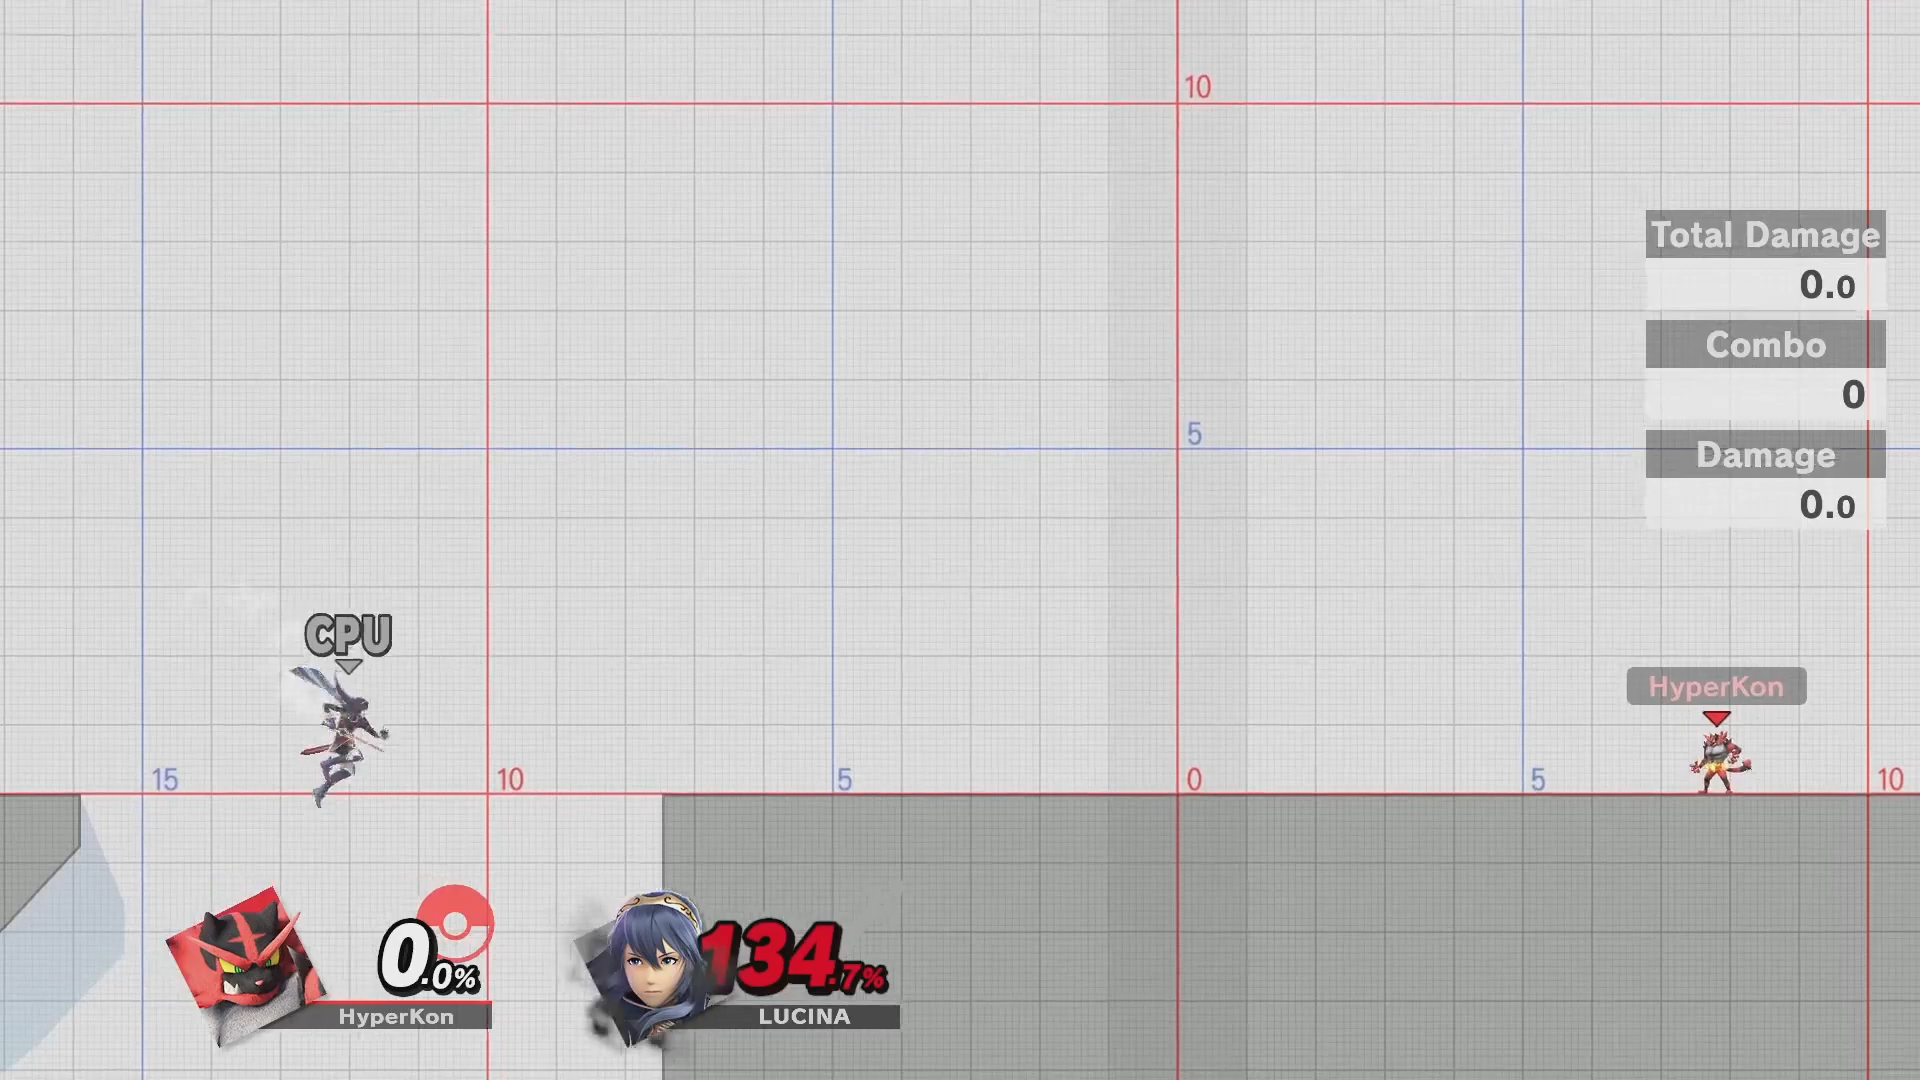 10
Total Damage
0.0
Combo
0
5
Damage
0.0
CPU
HyperKon
15
10
5
0
5
10
0.0%
HyperKon
134.7%
LUCINA